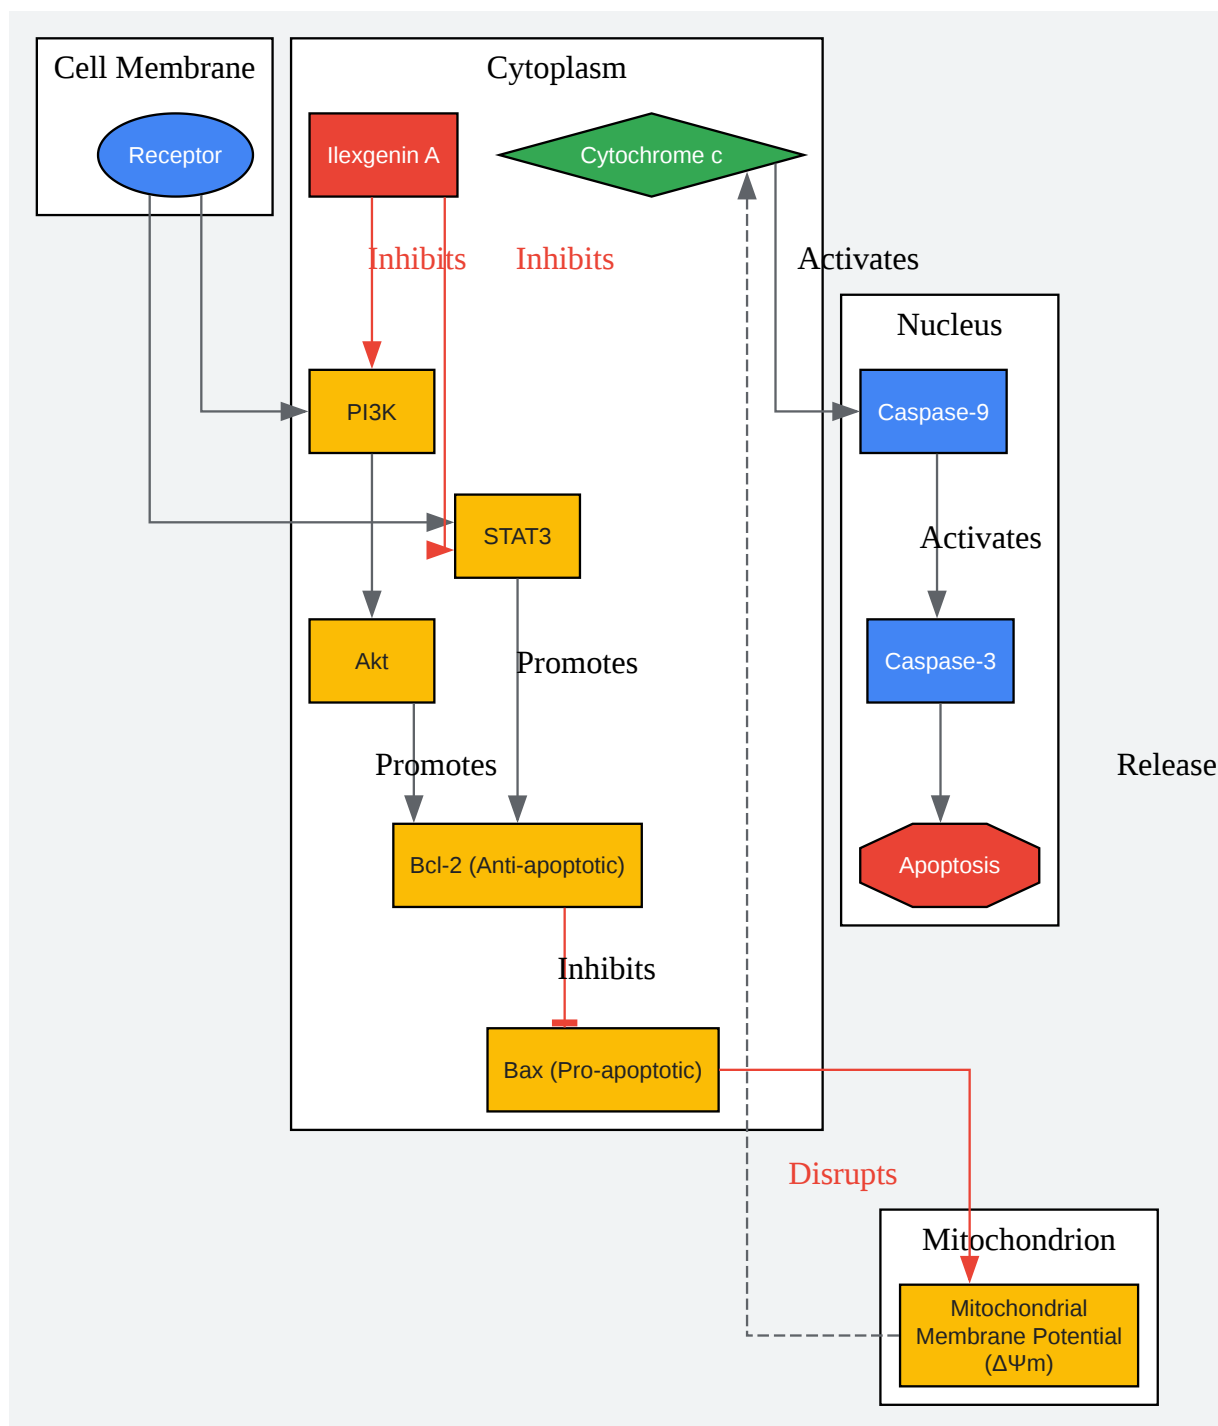 Cell Membrane
Cytoplasm
Receptor
Ilexgenin A
Cytochrome c
Inhibits
Inhibits
Activates
Nucleus
PI3K
Caspase-9
STAT3
Activates
Akt
Promotes
Caspase-3
Promotes
Release
Bcl-2 (Anti-apoptotic)
Apoptosis
Inhibits
Bax (Pro-apoptotic)
Disrupts
Mitochondrion
Mitochondrial
Membrane Potential
(ΔΨm)